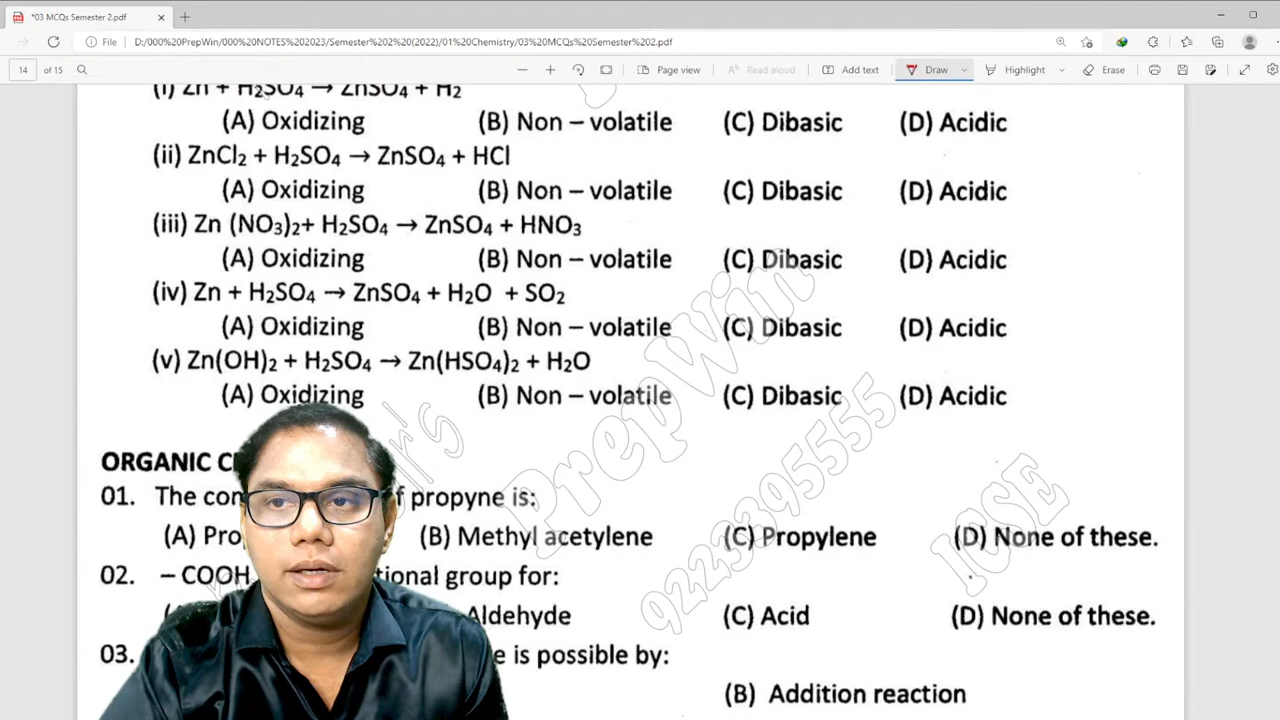 *03 MCQs Semester 2.pdf
File D:/000%20PrepWin/000%20NOTES%202023/Semester%202%20(2022)/01%20Chemistry/03%20MCQs%20Semester%202.pdf
14 of 15 Page view Read aloud Add text Draw Highlight Erase
(i) Zn + H₂SO₄ → ZnSO₄ + H₂
(A) Oxidizing (B) Non – volatile (C) Dibasic (D) Acidic
(ii) ZnCl₂ + H₂SO₄ → ZnSO₄ + HCl
(A) Oxidizing (B) Non – volatile (C) Dibasic (D) Acidic
(iii) Zn (NO₃)₂+ H₂SO₄ → ZnSO₄ + HNO₃
(A) Oxidizing (B) Non – volatile (C) Dibasic (D) Acidic
(iv) Zn + H₂SO₄ → ZnSO₄ + H₂O + SO₂
(A) Oxidizing (B) Non – volatile (C) Dibasic (D) Acidic
(v) Zn(OH)₂ + H₂SO₄ → Zn(HSO₄)₂ + H₂O
(A) Oxidizing (B) Non – volatile (C) Dibasic (D) Acidic
ORGANIC
01. The of propyne is:
(A) (B) Methyl acetylene (C) Propylene (D) None of these.
02. – COOH group for:
Aldehyde (C) Acid (D) None of these.
03. is possible by:
(B) Addition reaction
PrepWin
9223395555
ICSE